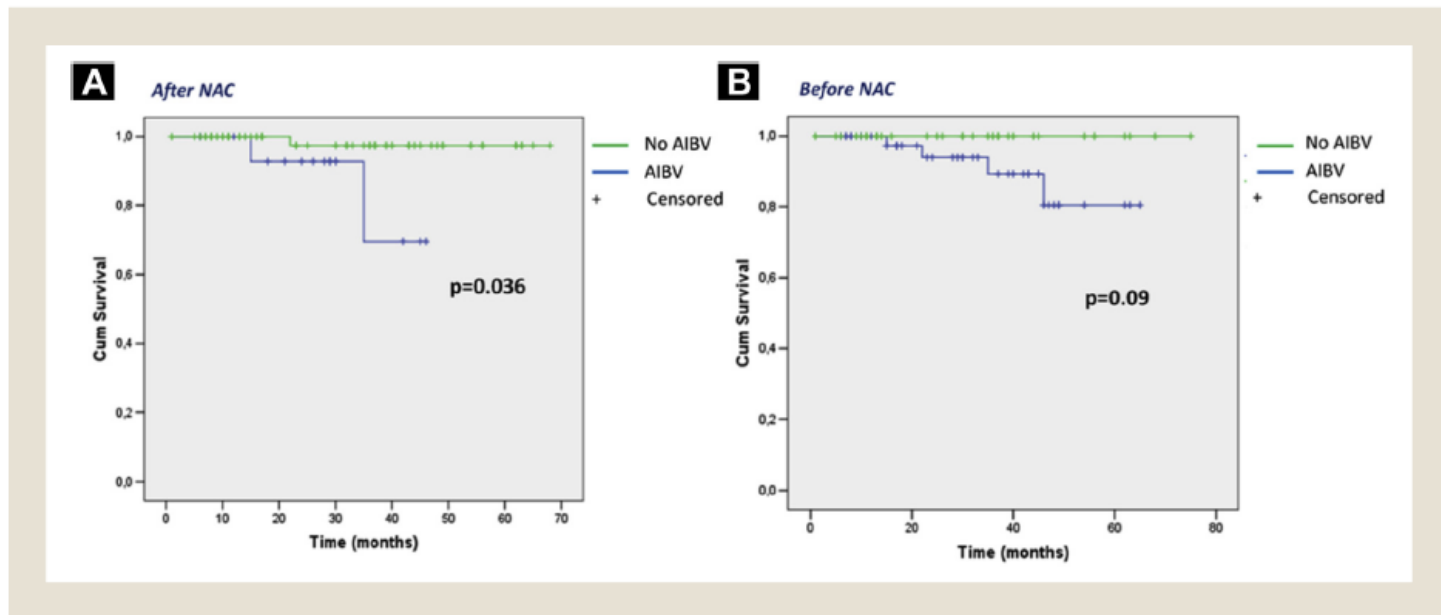 A
After NAC
1,0
0,8
0,6
0,4
0,2
0,0
Cum Survival
0
10
20
30
40
50
60
70
Time (months)
No AIBV
AIBV
+ Censored
p=0.036
B
Before NAC
1,0
0,8
0,6
0,4
0,2
0,0
Cum Survival
0
20
40
60
80
Time (months)
No AIBV
AIBV
+ Censored
p=0.09